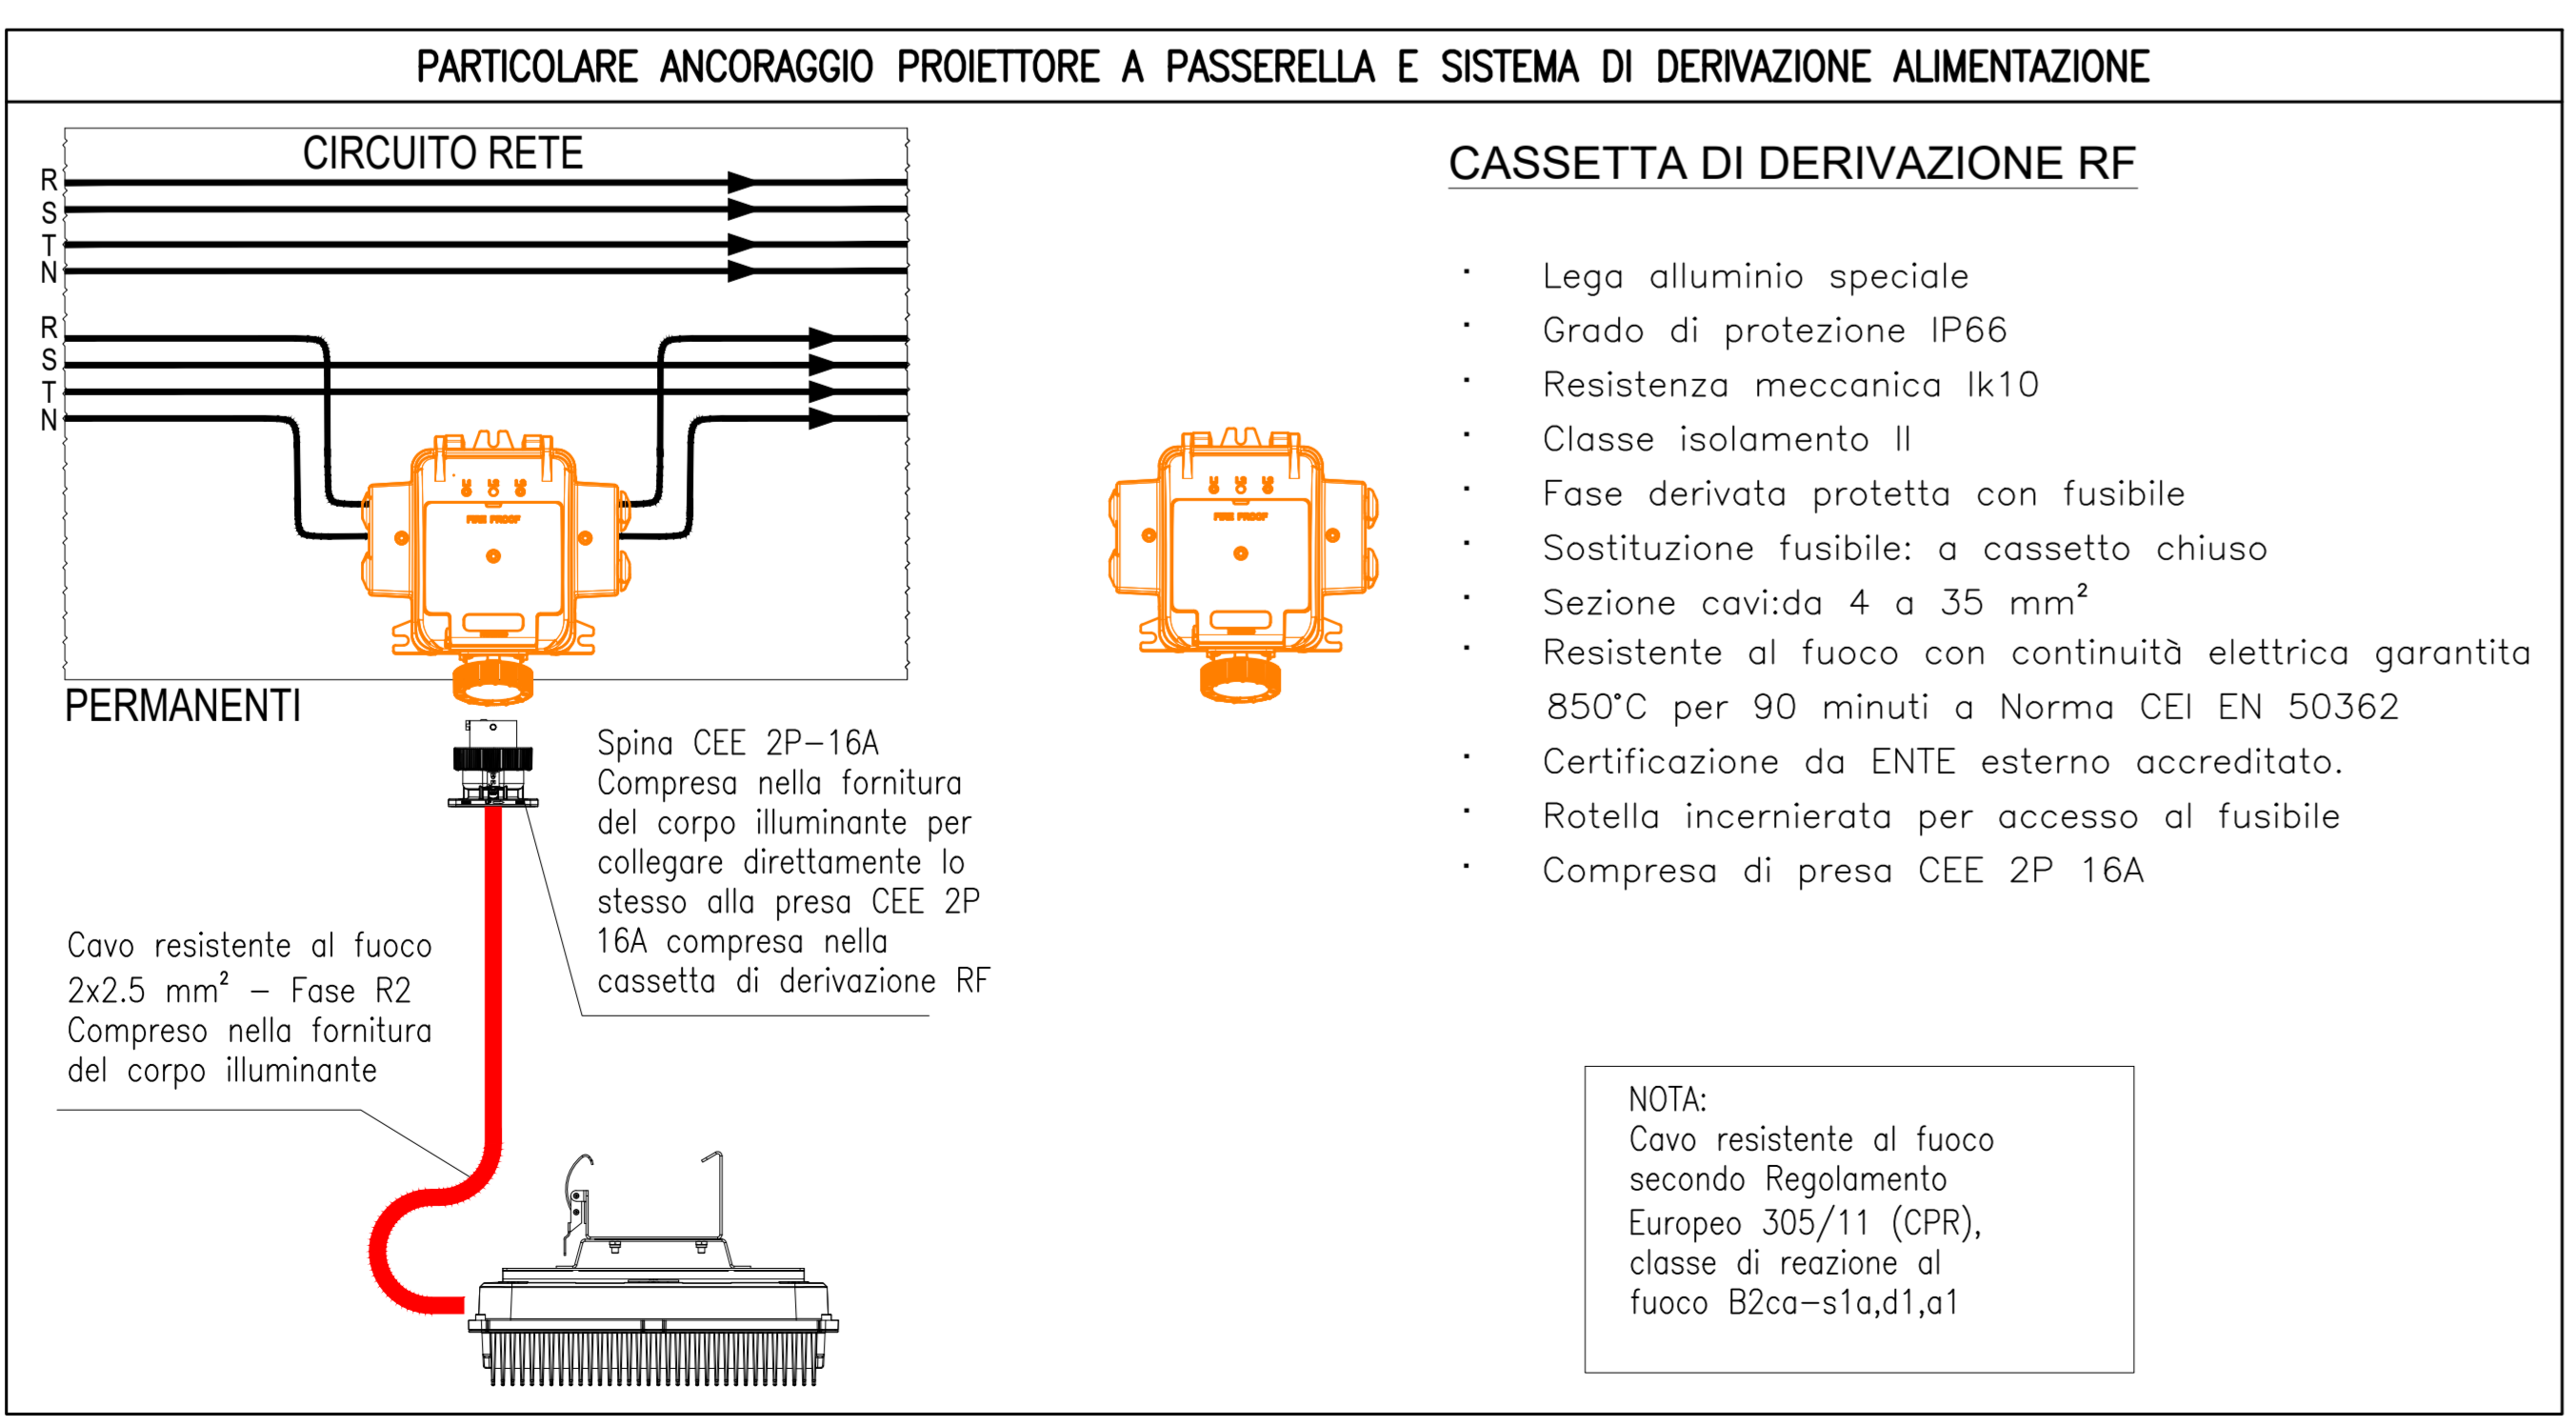 PARTICOLARE ANCORAGGIO PROIETTORE A PASSERELLA E SISTEMA DI DERIVAZIONE ALIMENTAZIONE
CIRCUITO RETE
R
S
T
N
R
S
T
N
FIRE PROOF
PERMANENTI
Spina CEE 2P-16A
Compresa nella fornitura
del corpo illuminante per
collegare direttamente lo
stesso alla presa CEE 2P
16A compresa nella
cassetta di derivazione RF
Cavo resistente al fuoco
2x2.5 mm² - Fase R2
Compreso nella fornitura
del corpo illuminante
FIRE PROOF
CASSETTA DI DERIVAZIONE RF
· Lega alluminio speciale
· Grado di protezione IP66
· Resistenza meccanica Ik10
· Classe isolamento II
· Fase derivata protetta con fusibile
· Sostituzione fusibile: a cassetto chiuso
· Sezione cavi:da 4 a 35 mm²
· Resistente al fuoco con continuità elettrica garantita
850°C per 90 minuti a Norma CEI EN 50362
· Certificazione da ENTE esterno accreditato.
· Rotella incernierata per accesso al fusibile
· Compresa di presa CEE 2P 16A
NOTA:
Cavo resistente al fuoco
secondo Regolamento
Europeo 305/11 (CPR),
classe di reazione al
fuoco B2ca-s1a,d1,a1